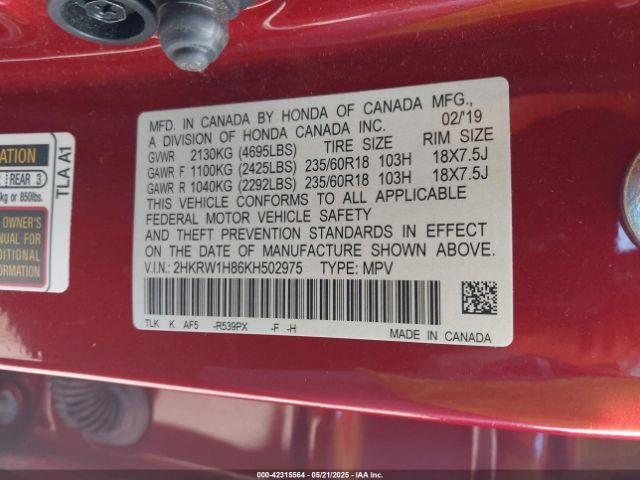 MFD. IN CANADA BY HONDA OF CANADA MFG.,
A DIVISION OF HONDA CANADA INC. 02/'19
GVWR 2130KG (4695LBS) TIRE SIZE RIM SIZE
GAWR F 1100KG (2425LBS) 235/60R18 103H 18X7.5J
GAWR R 1040KG (2292LBS) 235/60R18 103H 18X7.5J
THIS VEHICLE CONFORMS TO ALL APPLICABLE
FEDERAL MOTOR VEHICLE SAFETY
AND THEFT PREVENTION STANDARDS IN EFFECT
ON THE DATE OF MANUFACTURE SHOWN ABOVE.
V.I.N.: 2HKRW1H86KH502975 TYPE: MPV
TLK K AF5 -R539PX -F -H
MADE IN CANADA
ATION
REAR 3
kg or 850lbs.
OWNER'S
NUAL FOR
DITIONAL
FORMATION
TLA A1
000-42315564 - 05/21/2025 - IAAI, Inc.